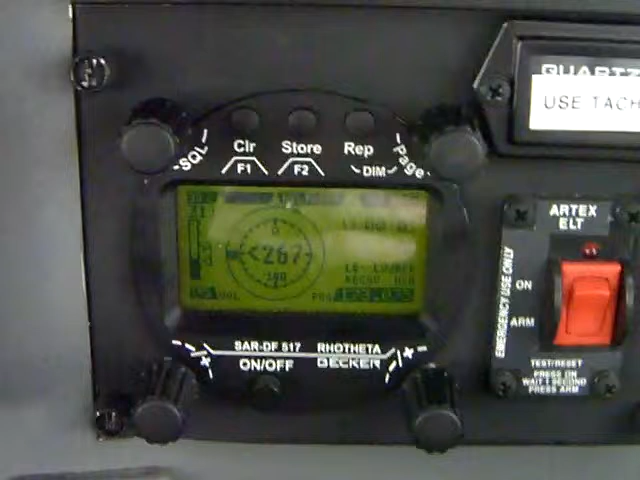 QUARTZ
USE TACH
Clr Store Rep
SQL F1 F2 DIM Page
<267
SAR-DF 517 RHOTHETA
ON/OFF BECKER
ARTEX
ELT
EMERGENCY USE ONLY
ON
ARM
TEST/RESET
PRESS ON
WAIT 1 SECOND
PRESS ARM